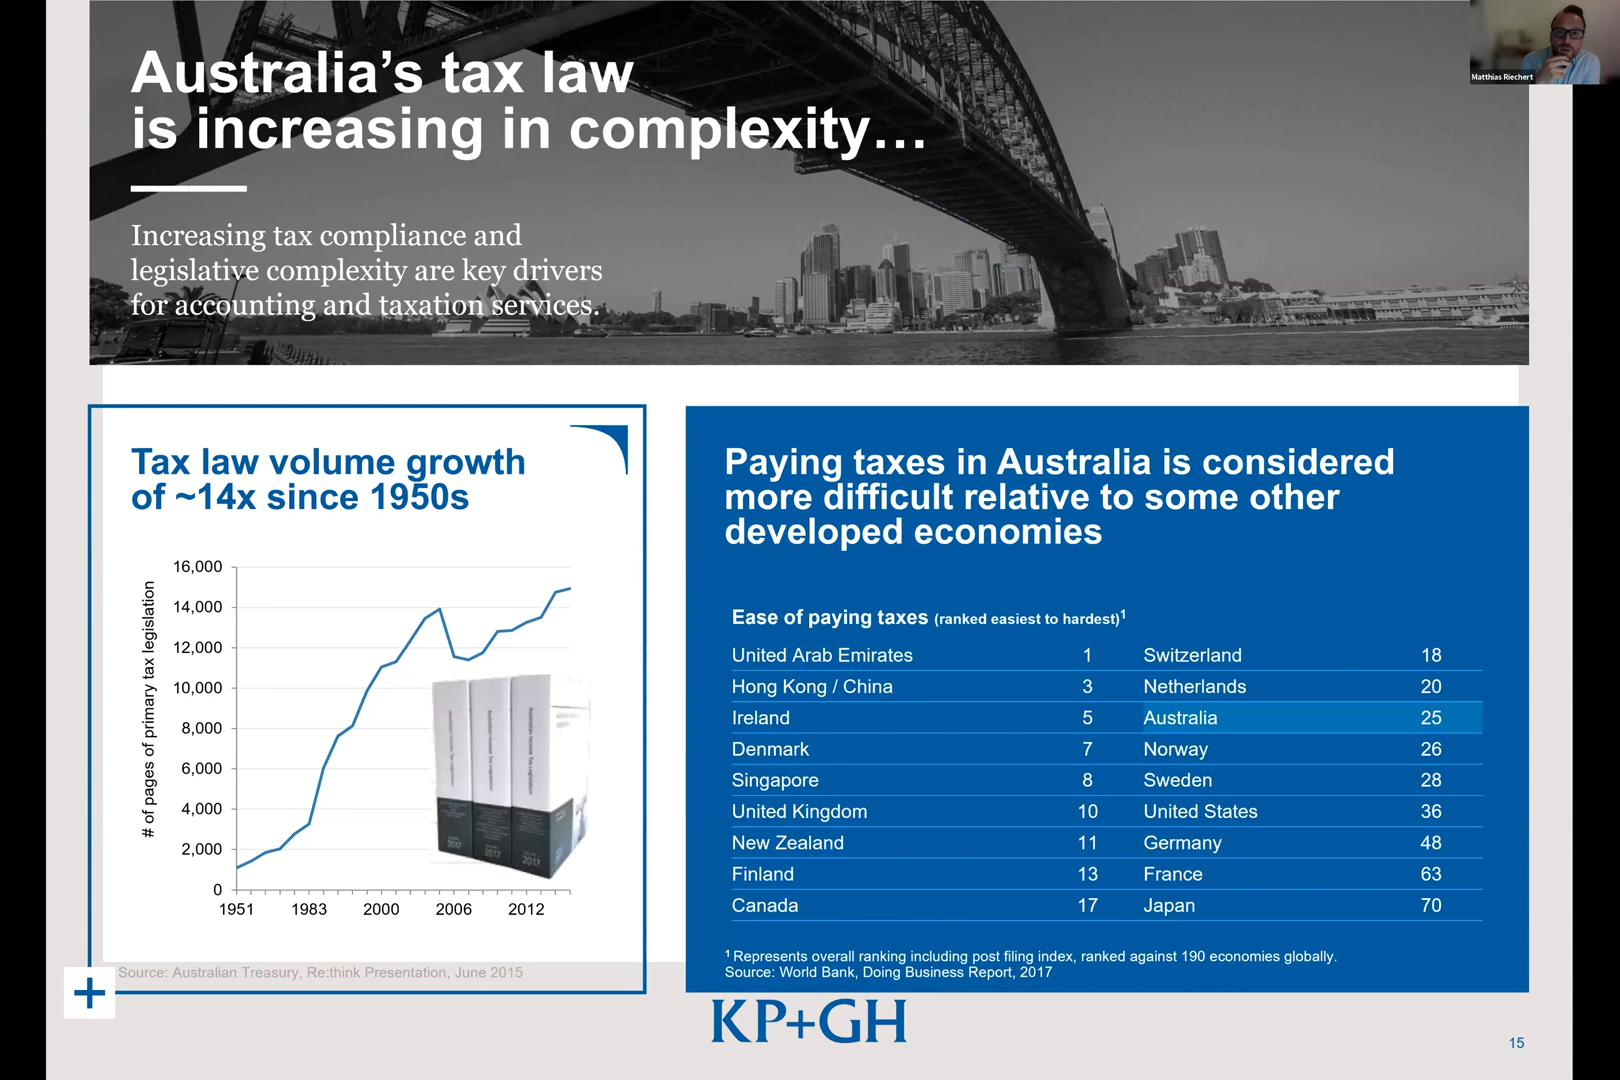 Australia’s tax law
is increasing in complexity…
Matthias Riechert
Increasing tax compliance and
legislative complexity are key drivers
for accounting and taxation services.
Tax law volume growth
of ~14x since 1950s
# of pages of primary tax legislation
16,000
14,000
12,000
10,000
8,000
6,000
4,000
2,000
0
1951 1983 2000 2006 2012
2017 2017 2017
Source: Australian Treasury, Re:think Presentation, June 2015
Paying taxes in Australia is considered
more difficult relative to some other
developed economies
Ease of paying taxes (ranked easiest to hardest)¹
United Arab Emirates 1 Switzerland 18
Hong Kong / China 3 Netherlands 20
Ireland 5 Australia 25
Denmark 7 Norway 26
Singapore 8 Sweden 28
United Kingdom 10 United States 36
New Zealand 11 Germany 48
Finland 13 France 63
Canada 17 Japan 70
¹ Represents overall ranking including post filing index, ranked against 190 economies globally.
Source: World Bank, Doing Business Report, 2017
KP+GH
15